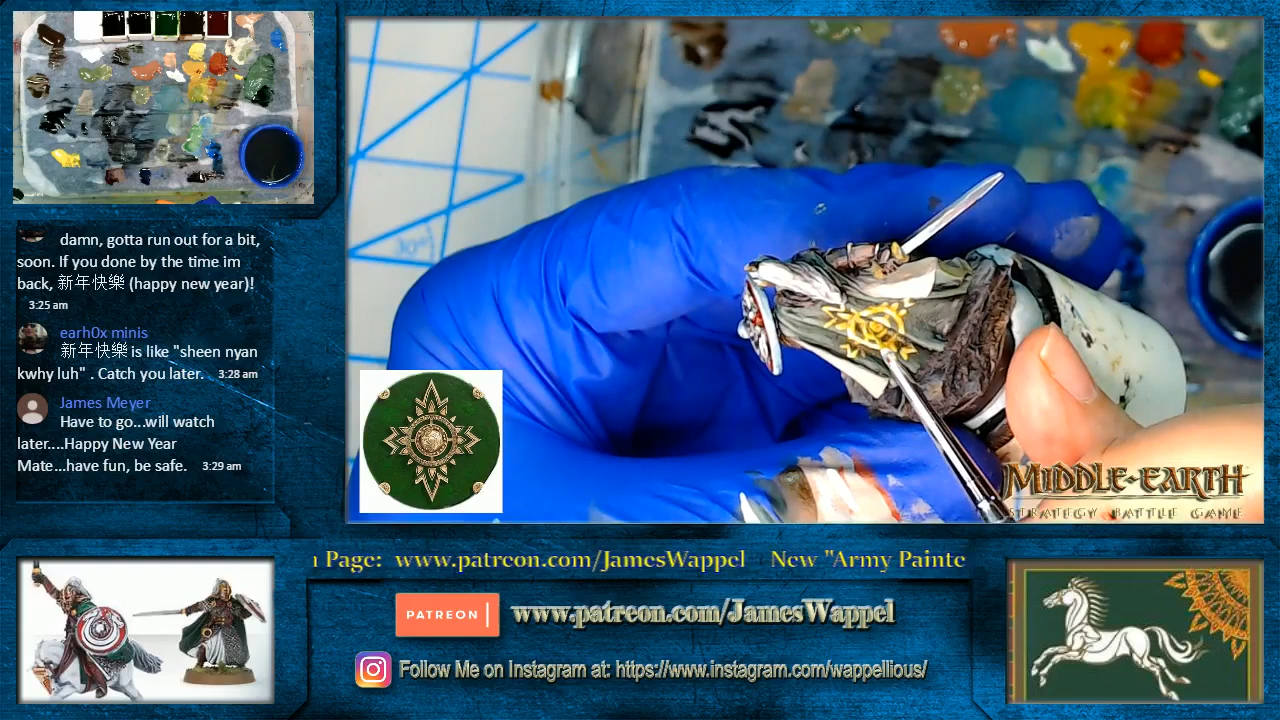 damn, gotta run out for a bit,
soon. If you done by the time im
back, 新年快樂 (happy new year)!
3:25 am
earh0x minis
新年快樂 is like "sheen nyan
kwhy luh" . Catch you later. 3:28 am
James Meyer
Have to go...will watch
later....Happy New Year
Mate...have fun, be safe. 3:29 am
MIDDLE-EARTH
STRATEGY BATTLE GAME
Page: www.patreon.com/JamesWappel New "Army Painte
PATREON www.patreon.com/JamesWappel
Follow Me on Instagram at: https://www.instagram.com/wappellious/